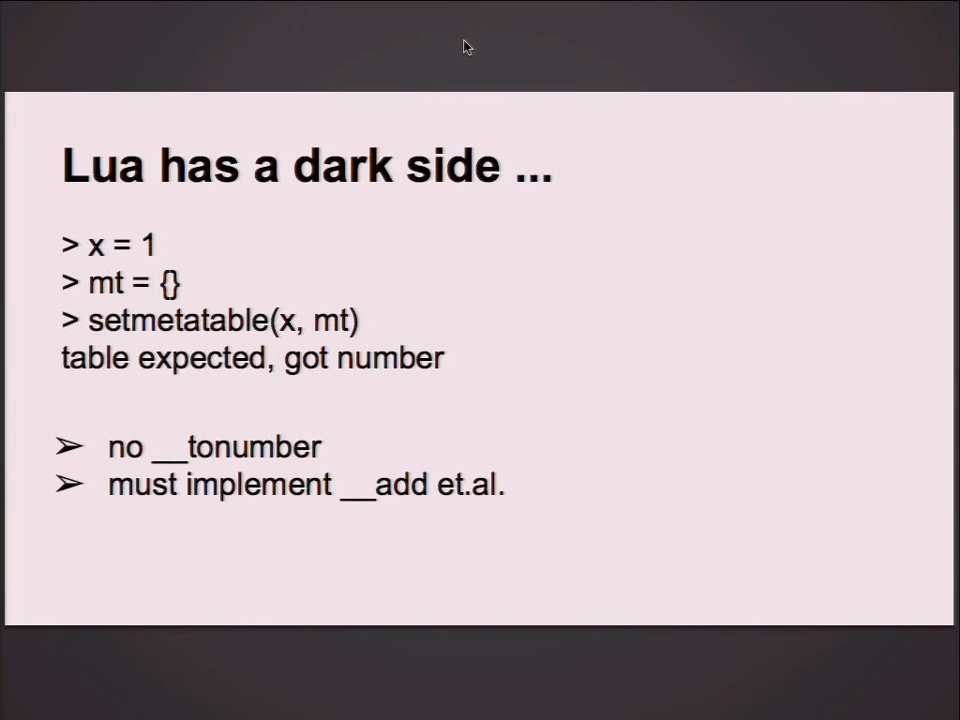 Lua has a dark side ...
> x = 1
> mt = {}
> setmetatable(x, mt)
table expected, got number
➢ no __tonumber
➢ must implement __add et.al.